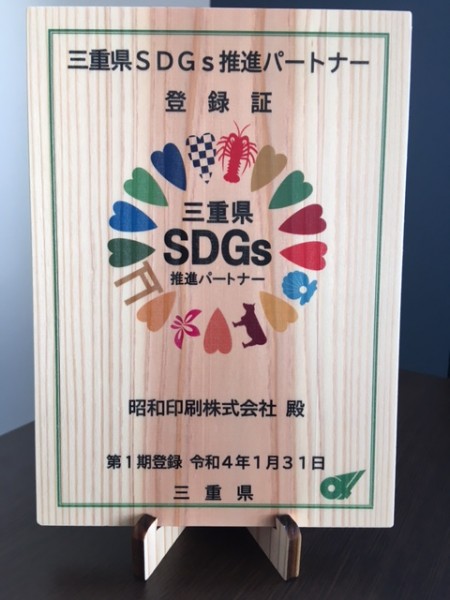 三重県ＳＤＧｓ推進パートナー
登録証
三重県
SDGs
推進パートナー
昭和印刷株式会社 殿
第１期登録 令和４年１月３１日
三重県